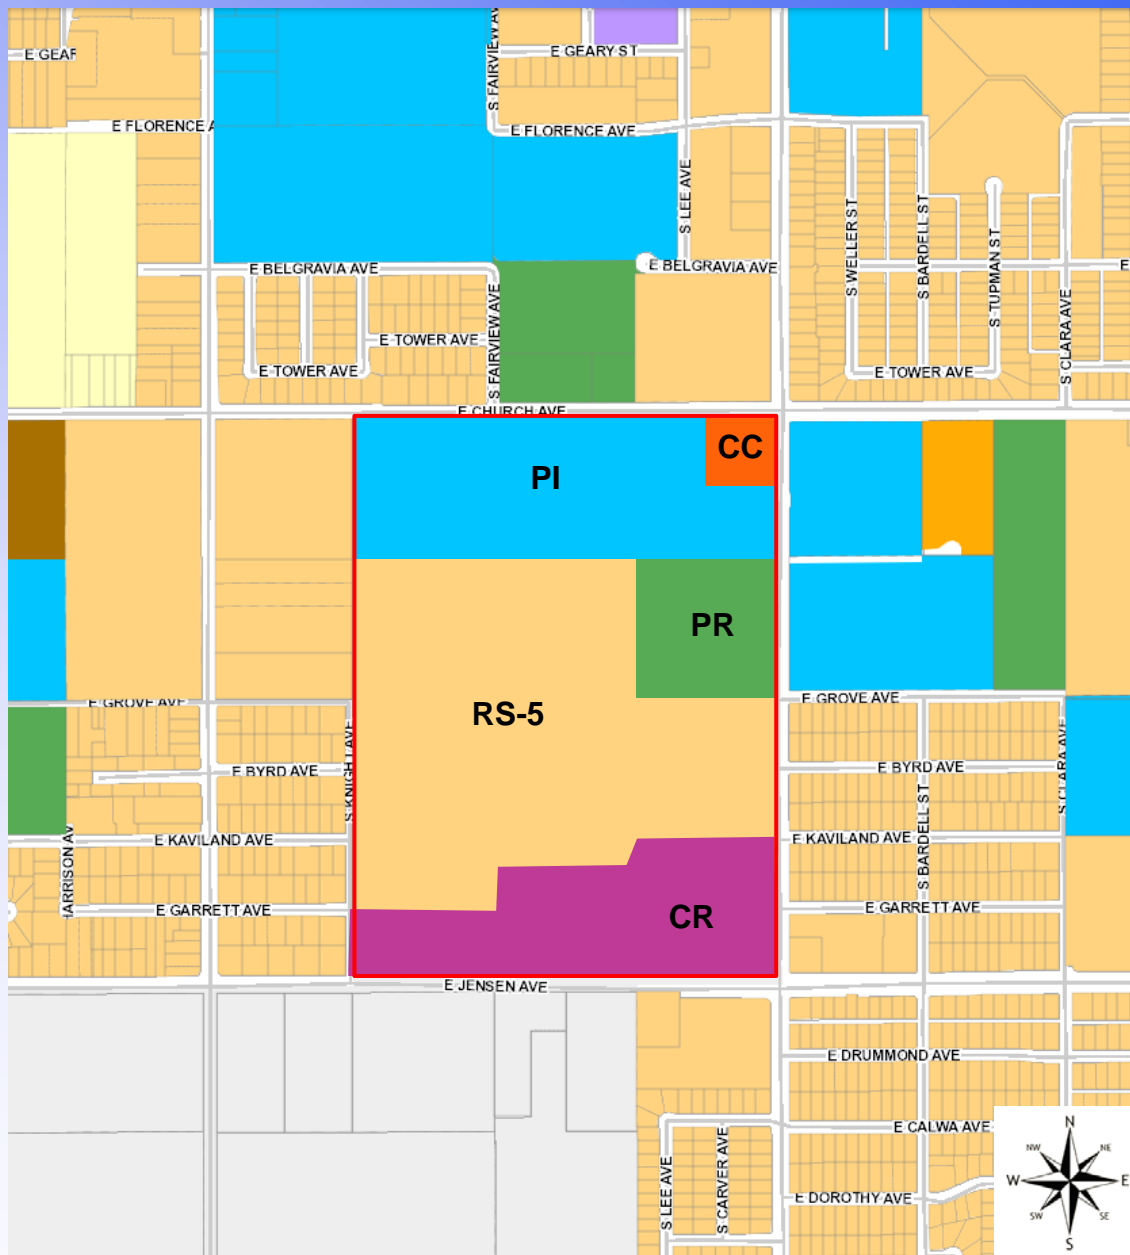 E GEAF
S FAIRVIEW AV
E GEARY ST
E FLORENCE A
E FLORENCE AVE
S LEE AVE
S WELLER ST
S BARDELL ST
S TUPMAN ST
E BELGRAVIA AVE
E BELGRAVIA AVE
E
S FAIRVIEW AVE
S CLARA AVE
E TOWER AVE
E TOWER AVE
E TOWER AVE
E CHURCH AVE
CC
PI
PR
RS-5
E GROVE AVE
E GROVE AVE
S KNIGHT AVE
S CLARA AVE
E BYRD AVE
E BYRD AVE
S BARDELL ST
E KAVILAND AVE
E KAVILAND AVE
HARRISON AV
E GARRETT AVE
E GARRETT AVE
CR
E JENSEN AVE
E DRUMMOND AVE
E CALWA AVE
S LEE AVE
S CARVER AVE
E DOROTHY AVE
N
NW
NE
W
E
SW
SE
S